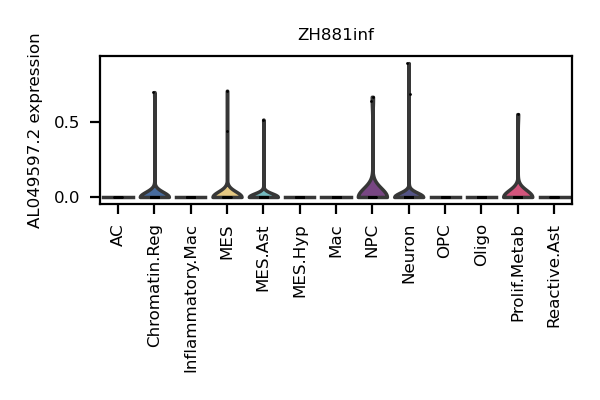 ZH881inf
AL049597.2 expression
0.5
0.0
AC
Chromatin.Reg
Inflammatory.Mac
MES
MES.Ast
MES.Hyp
Mac
NPC
Neuron
OPC
Oligo
Prolif.Metab
Reactive.Ast